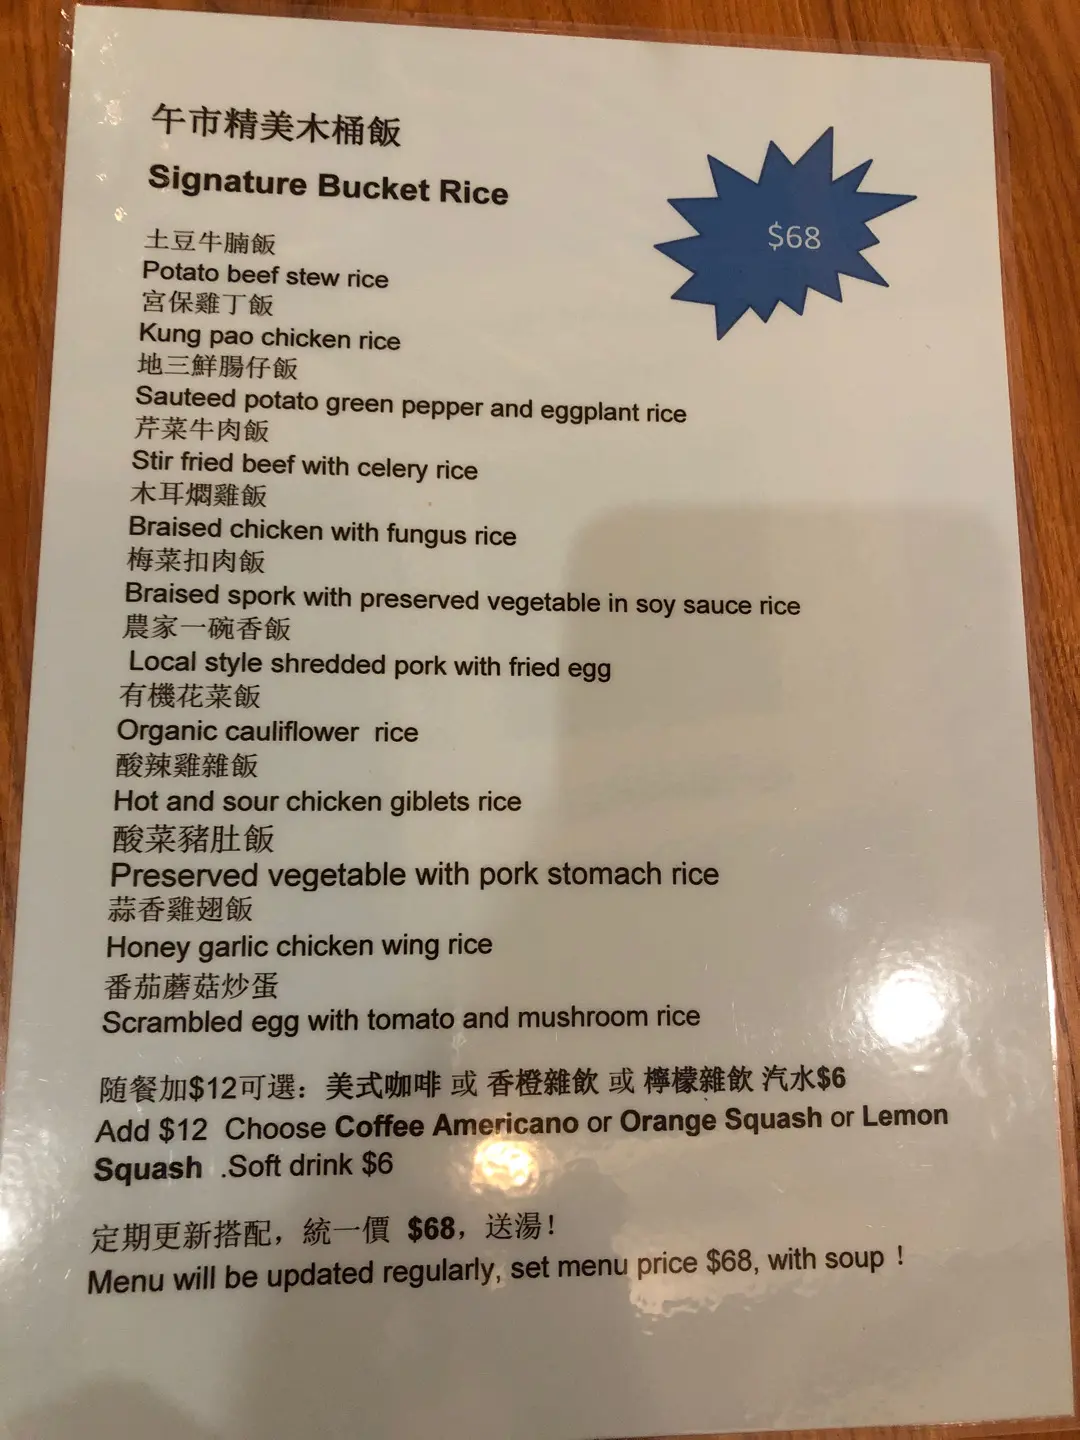 午市精美木桶飯
Signature Bucket Rice
$68
土豆牛腩飯
Potato beef stew rice
宮保雞丁飯
Kung pao chicken rice
地三鮮腸仔飯
Sauteed potato green pepper and eggplant rice
芹菜牛肉飯
Stir fried beef with celery rice
木耳燜雞飯
Braised chicken with fungus rice
梅菜扣肉飯
Braised spork with preserved vegetable in soy sauce rice
農家一碗香飯
Local style shredded pork with fried egg
有機花菜飯
Organic cauliflower  rice
酸辣雞雜飯
Hot and sour chicken giblets rice
酸菜豬肚飯
Preserved vegetable with pork stomach rice
蒜香雞翅飯
Honey garlic chicken wing rice
番茄蘑菇炒蛋
Scrambled egg with tomato and mushroom rice
隨餐加$12可選：美式咖啡 或 香橙雜飲 或 檸檬雜飲 汽水$6
Add $12  Choose Coffee Americano or Orange Squash or Lemon
Squash  .Soft drink $6
定期更新搭配，統一價  $68，送湯！
Menu will be updated regularly, set menu price $68, with soup！